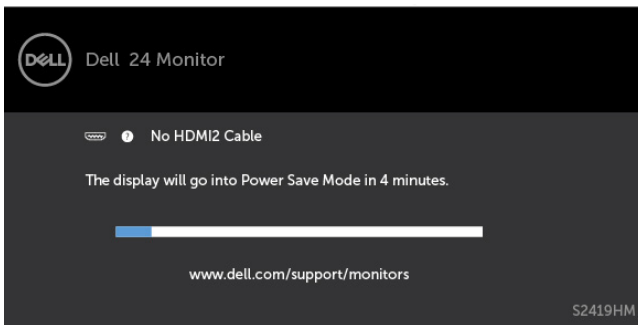 DELL
Dell 24 Monitor
? No HDMI2 Cable
The display will go into Power Save Mode in 4 minutes.
www.dell.com/support/monitors
S2419HM